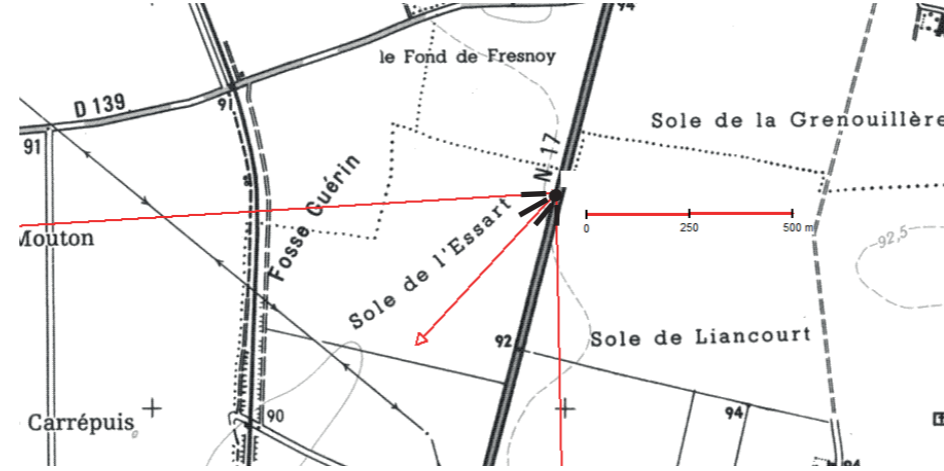 94
le Fond de Fresnoy
D 139
91
Sole de la Grenouillère
91
N 17
Fosse Guérin
Sole de l'Essart
0
250
500 m
Mouton
92,5
92
Sole de Liancourt
94
90
Carrépuis